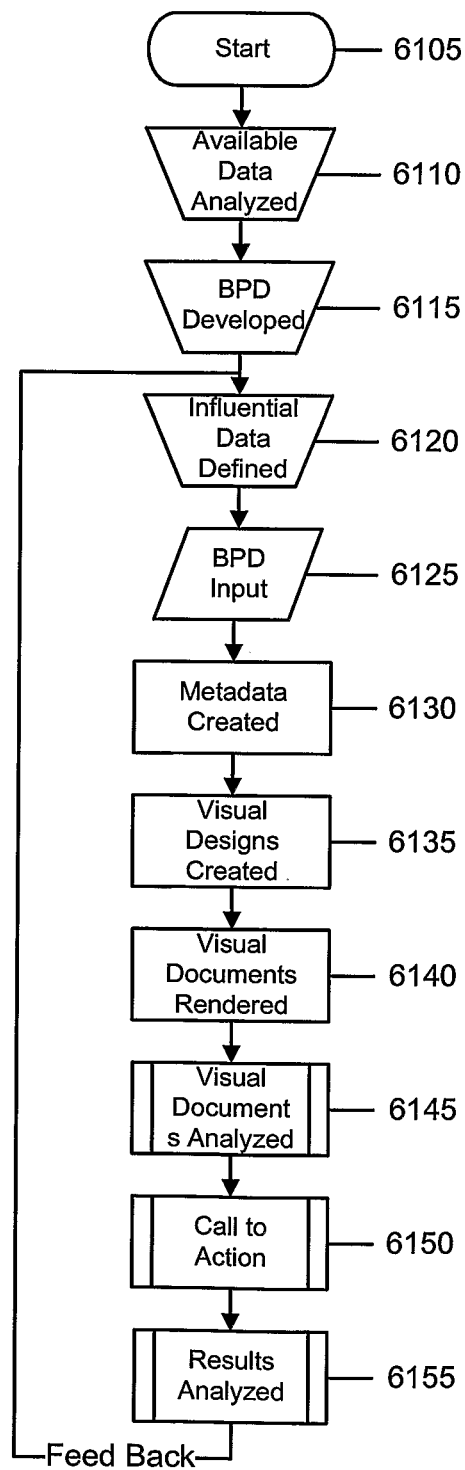 Start
6105
Available
Data
Analyzed
6110
BPD
Developed
6115
Influential
Data
Defined
6120
BPD
Input
6125
Metadata
Created
6130
Visual
Designs
Created
6135
Visual
Documents
Rendered
6140
Visual
Document
s Analyzed
6145
Call to
Action
6150
Results
Analyzed
6155
Feed Back